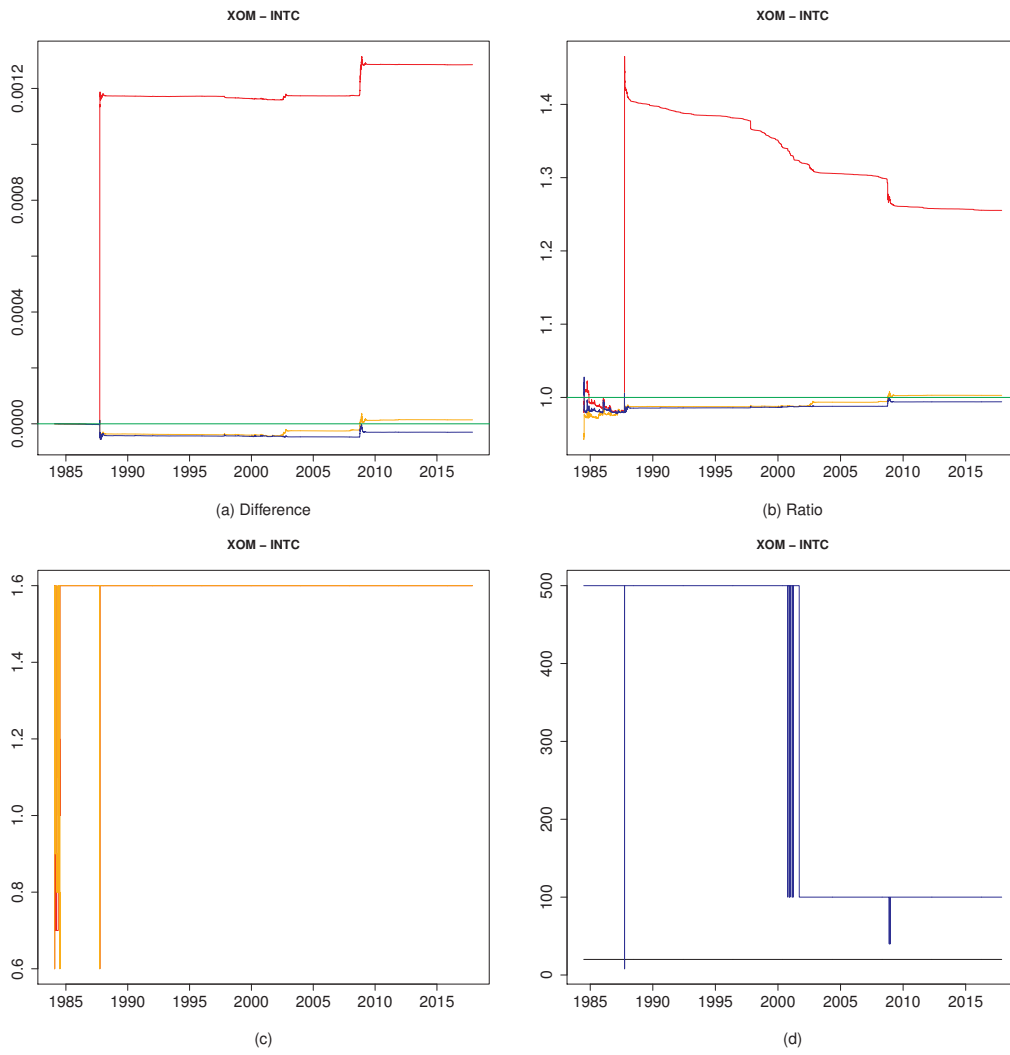 XOM − INTC
XOM − INTC
0.0012
0.0008
0.0004
0.0000
1985 1990 1995 2000 2005 2010 2015
(a) Difference
1.4
1.3
1.2
1.1
1.0
1985 1990 1995 2000 2005 2010 2015
(b) Ratio
XOM − INTC
XOM − INTC
1.6
1.4
1.2
1.0
0.8
0.6
1985 1990 1995 2000 2005 2010 2015
(c)
500
400
300
200
100
0
1985 1990 1995 2000 2005 2010 2015
(d)